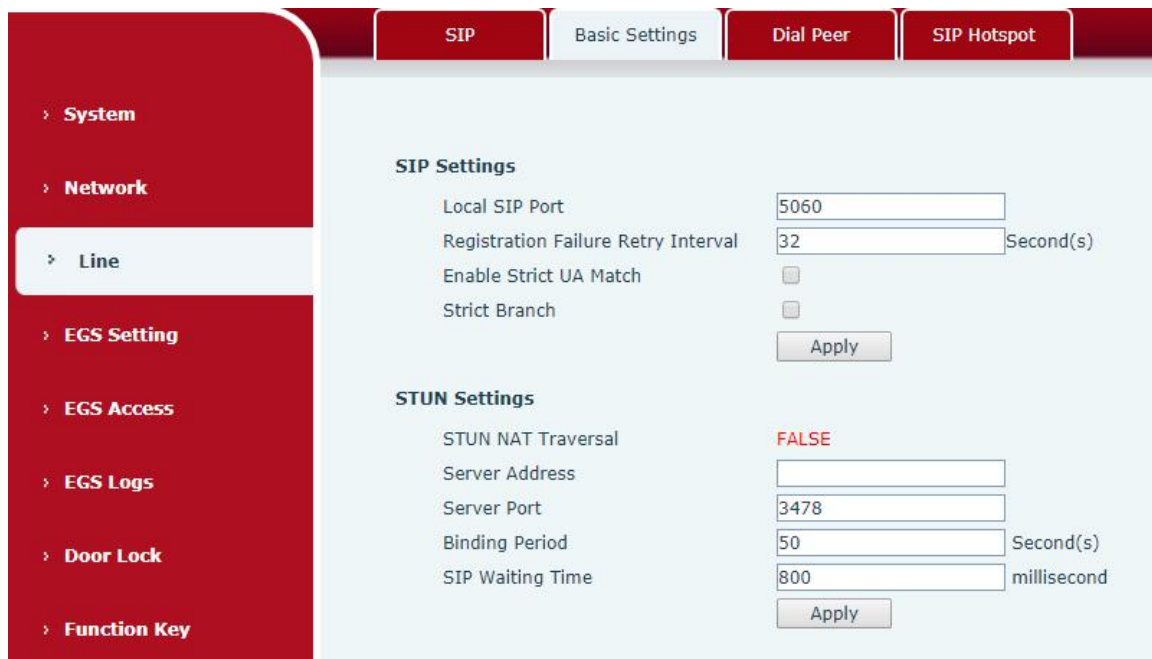 SIP
Basic Settings
Dial Peer
SIP Hotspot
System
Network
Line
EGS Setting
EGS Access
EGS Logs
Door Lock
Function Key
SIP Settings
Local SIP Port 5060
Registration Failure Retry Interval 32 Second(s)
Enable Strict UA Match
Strict Branch
Apply
STUN Settings
STUN NAT Traversal FALSE
Server Address
Server Port 3478
Binding Period 50 Second(s)
SIP Waiting Time 800 millisecond
Apply